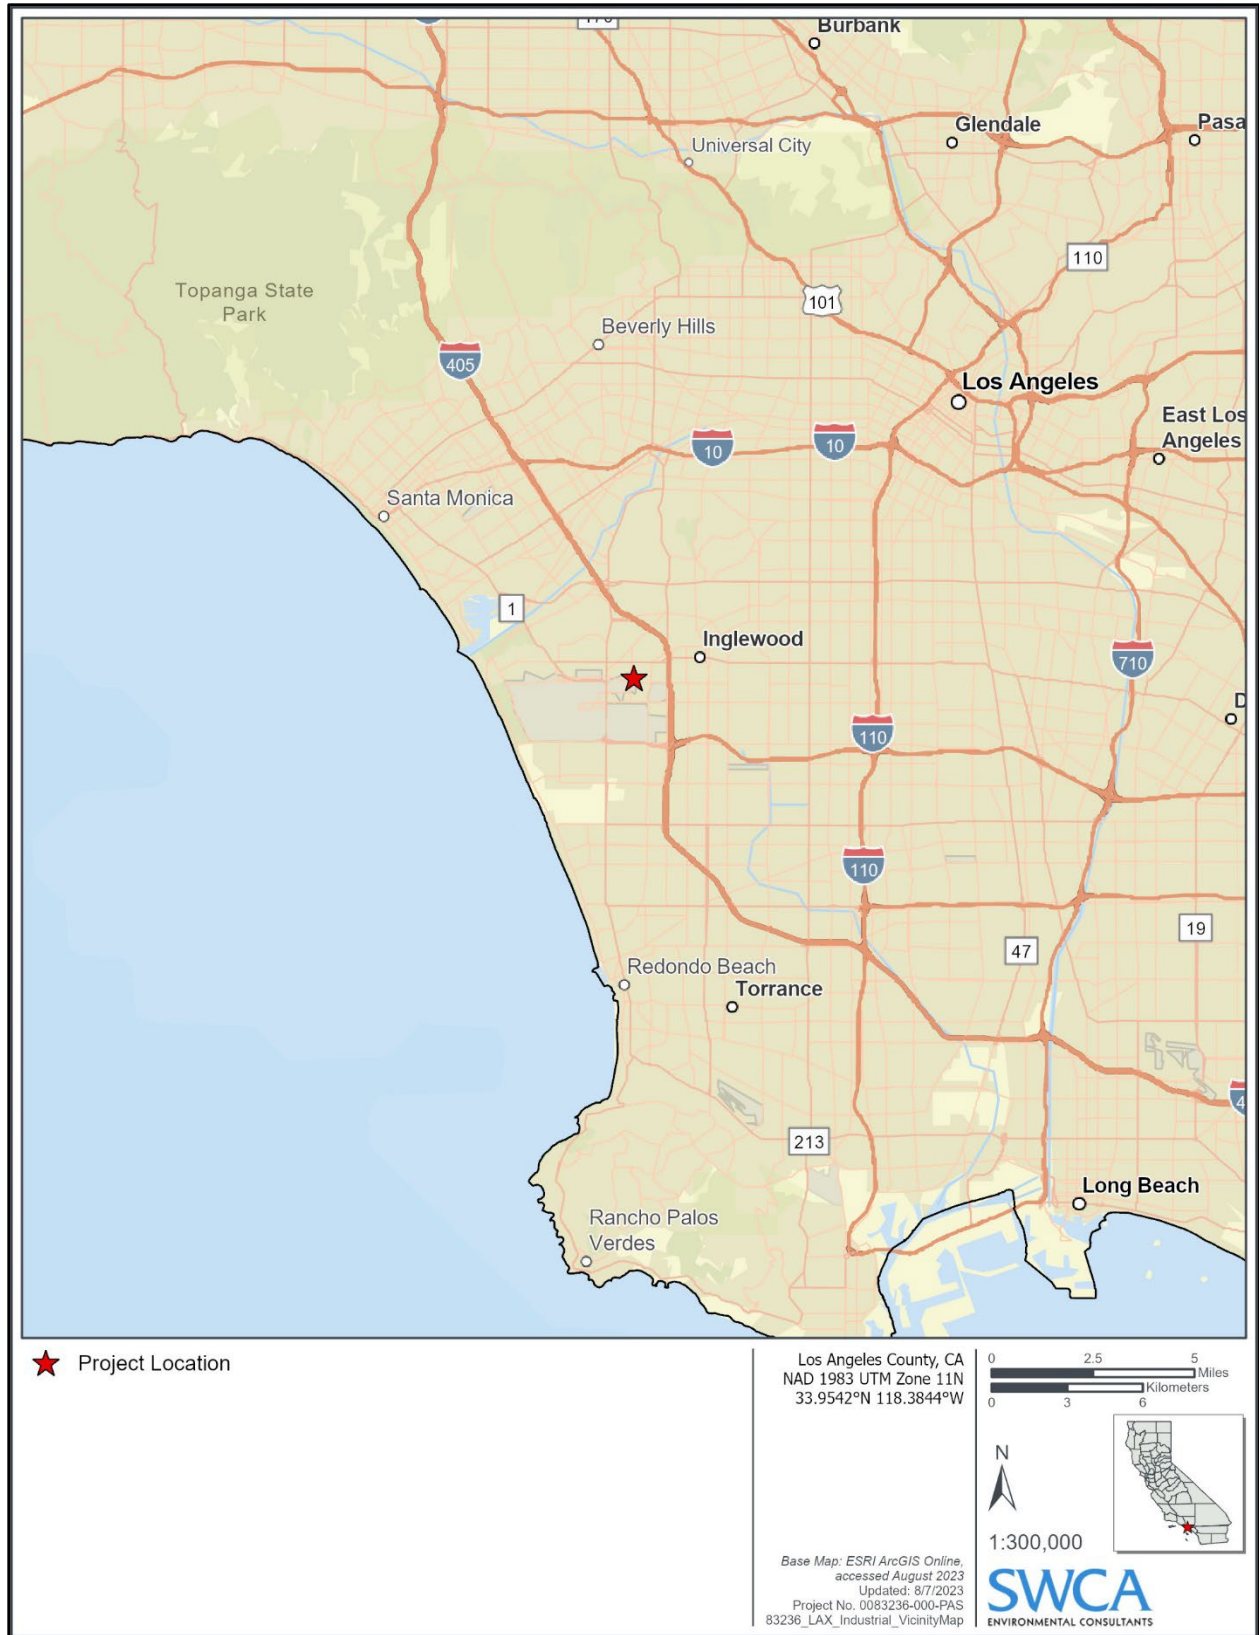 170
Burbank
Glendale
Pasa
Universal City
110
Topanga State
Park
101
Beverly Hills
405
Los Angeles
East Los
Angeles
10
10
Santa Monica
1
Inglewood
710
D
110
110
19
47
Redondo Beach
Torrance
4
213
Long Beach
Rancho Palos
Verdes
Project Location
Los Angeles County, CA
NAD 1983 UTM Zone 11N
33.9542°N 118.3844°W
0 2.5 5
Miles
Kilometers
0 3 6
N
1:300,000
Base Map: ESRI ArcGIS Online,
accessed August 2023
Updated: 8/7/2023
Project No. 0083236-000-PAS
83236_LAX_Industrial_VicinityMap
SWCA
ENVIRONMENTAL CONSULTANTS